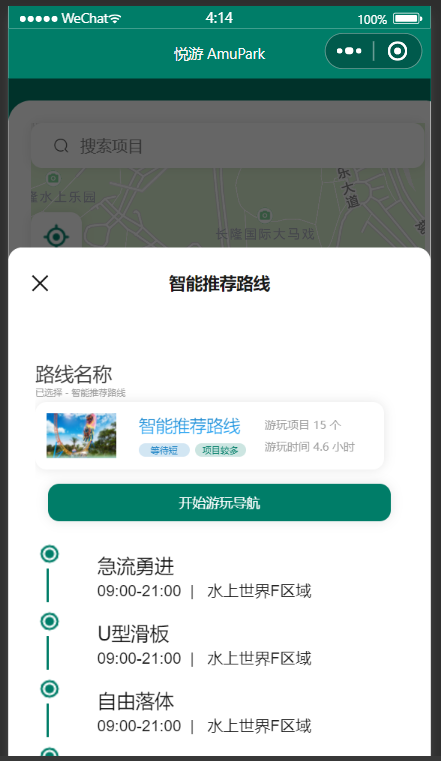 WeChat
4:14
100%
悦游 AmuPark
搜索项目
隆水上乐园
乐大道
长隆国际大马戏
智能推荐路线
路线名称
已选择 - 智能推荐路线
智能推荐路线
游玩项目 15 个
等待短
项目较多
游玩时间 4.6 小时
开始游玩导航
急流勇进
09:00-21:00 | 水上世界F区域
U型滑板
09:00-21:00 | 水上世界F区域
自由落体
09:00-21:00 | 水上世界F区域